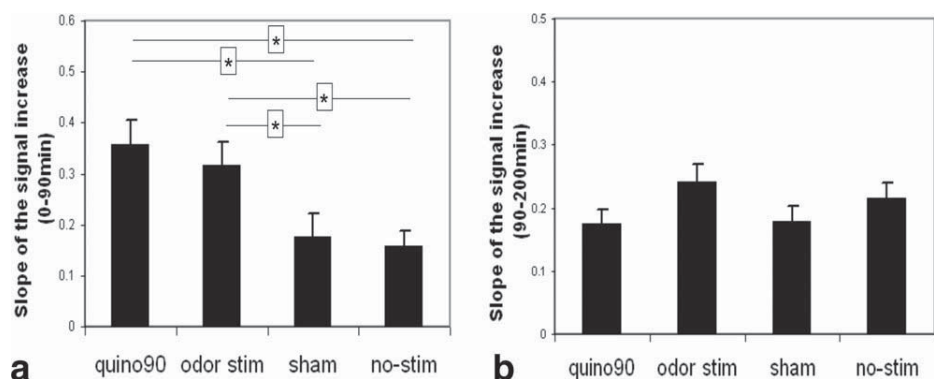 Slope of the signal increase
(0-90min)
0.6
0.5
0.4
0.3
0.2
0.1
0
*
*
*
*
quino90 odor stim sham no-stim
a
Slope of the signal increase
(90-200min)
0.5
0.4
0.3
0.2
0.1
0
quino90 odor stim sham no-stim
b